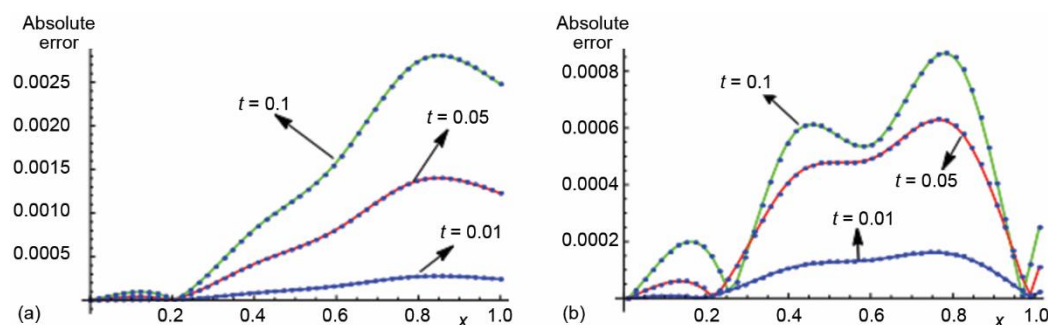 Absolute
error
0.0025
0.0020
0.0015
0.0010
0.0005
t = 0.1
t = 0.05
t = 0.01
0.2
0.4
0.6
0.8
1.0
x
(a)
Absolute
error
0.0008
0.0006
0.0004
0.0002
t = 0.1
t = 0.05
t = 0.01
0.2
0.4
0.6
0.8
1.0
x
(b)